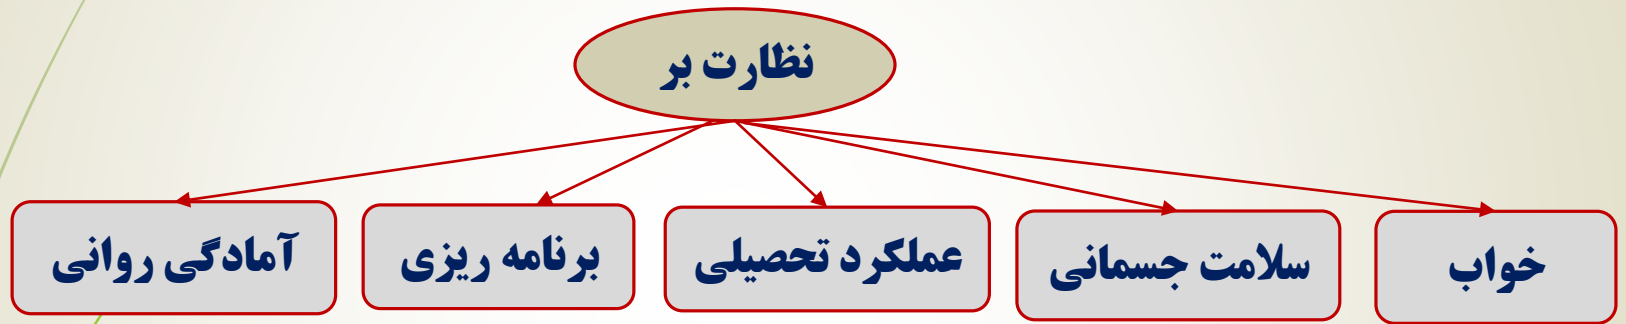 نظارت بر
خواب
سلامت جسمانی
عملکرد تحصیلی
برنامه ریزی
آمادگی روانی